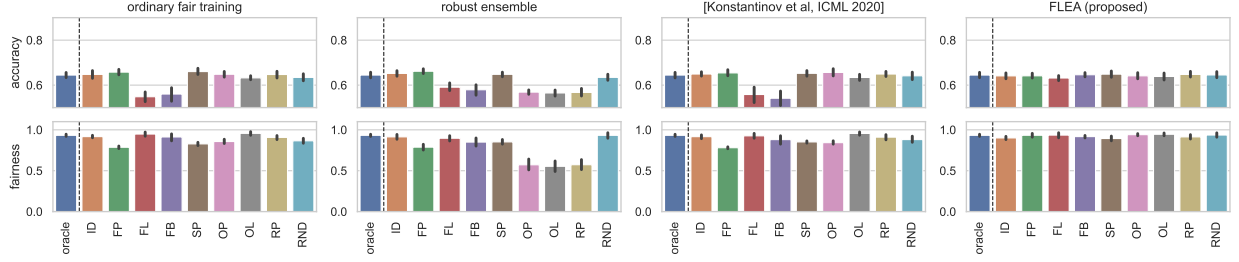 ordinary fair training
robust ensemble
[Konstantinov et al, ICML 2020]
FLEA (proposed)
accuracy
0.8
0.6
0.8
0.6
0.8
0.6
0.8
0.6
fairness
1.0
0.5
0.0
1.0
0.5
0.0
1.0
0.5
0.0
1.0
0.5
0.0
oracle ID FP FL FB SP OP OL RP RND
oracle ID FP FL FB SP OP OL RP RND
oracle ID FP FL FB SP OP OL RP RND
oracle ID FP FL FB SP OP OL RP RND